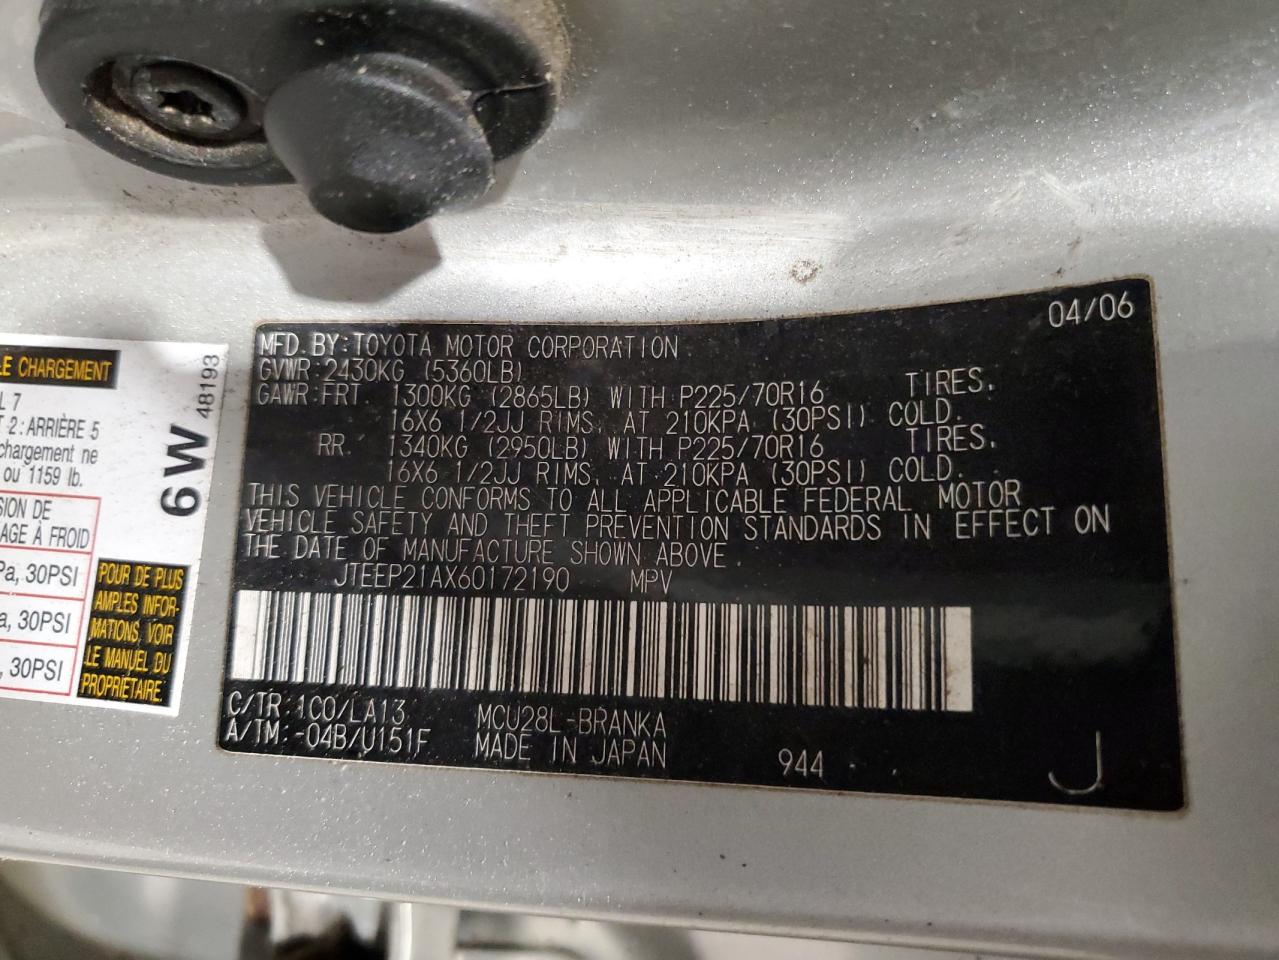 LE CHARGEMENT
L 7
T 2 : ARRIÈRE 5
chargement ne
ou 1159 lb.
SION DE
AGE À FROID
Pa, 30PSI
a, 30PSI
, 30PSI
6W 48193
POUR DE PLUS
AMPLES INFOR-
MATIONS, VOIR
LE MANUEL DU
PROPRIÉTAIRE.
04/06
MFD. BY: TOYOTA MOTOR CORPORATION
GVWR: 2430KG (5360LB)
GAWR: FRT. 1300KG (2865LB) WITH P225/70R16 TIRES.
16X6 1/2JJ RIMS, AT 210KPA (30PSI) COLD.
RR. 1340KG (2950LB) WITH P225/70R16 TIRES.
16X6 1/2JJ RIMS, AT 210KPA (30PSI) COLD.
THIS VEHICLE CONFORMS TO ALL APPLICABLE FEDERAL MOTOR
VEHICLE SAFETY AND THEFT PREVENTION STANDARDS IN EFFECT ON
THE DATE OF MANUFACTURE SHOWN ABOVE.
JTEEP21AX60172190 MPV
C/TR: 1C0/LA13 MCU28L-BRANKA
A/TM: -04B/U151F MADE IN JAPAN 944 J